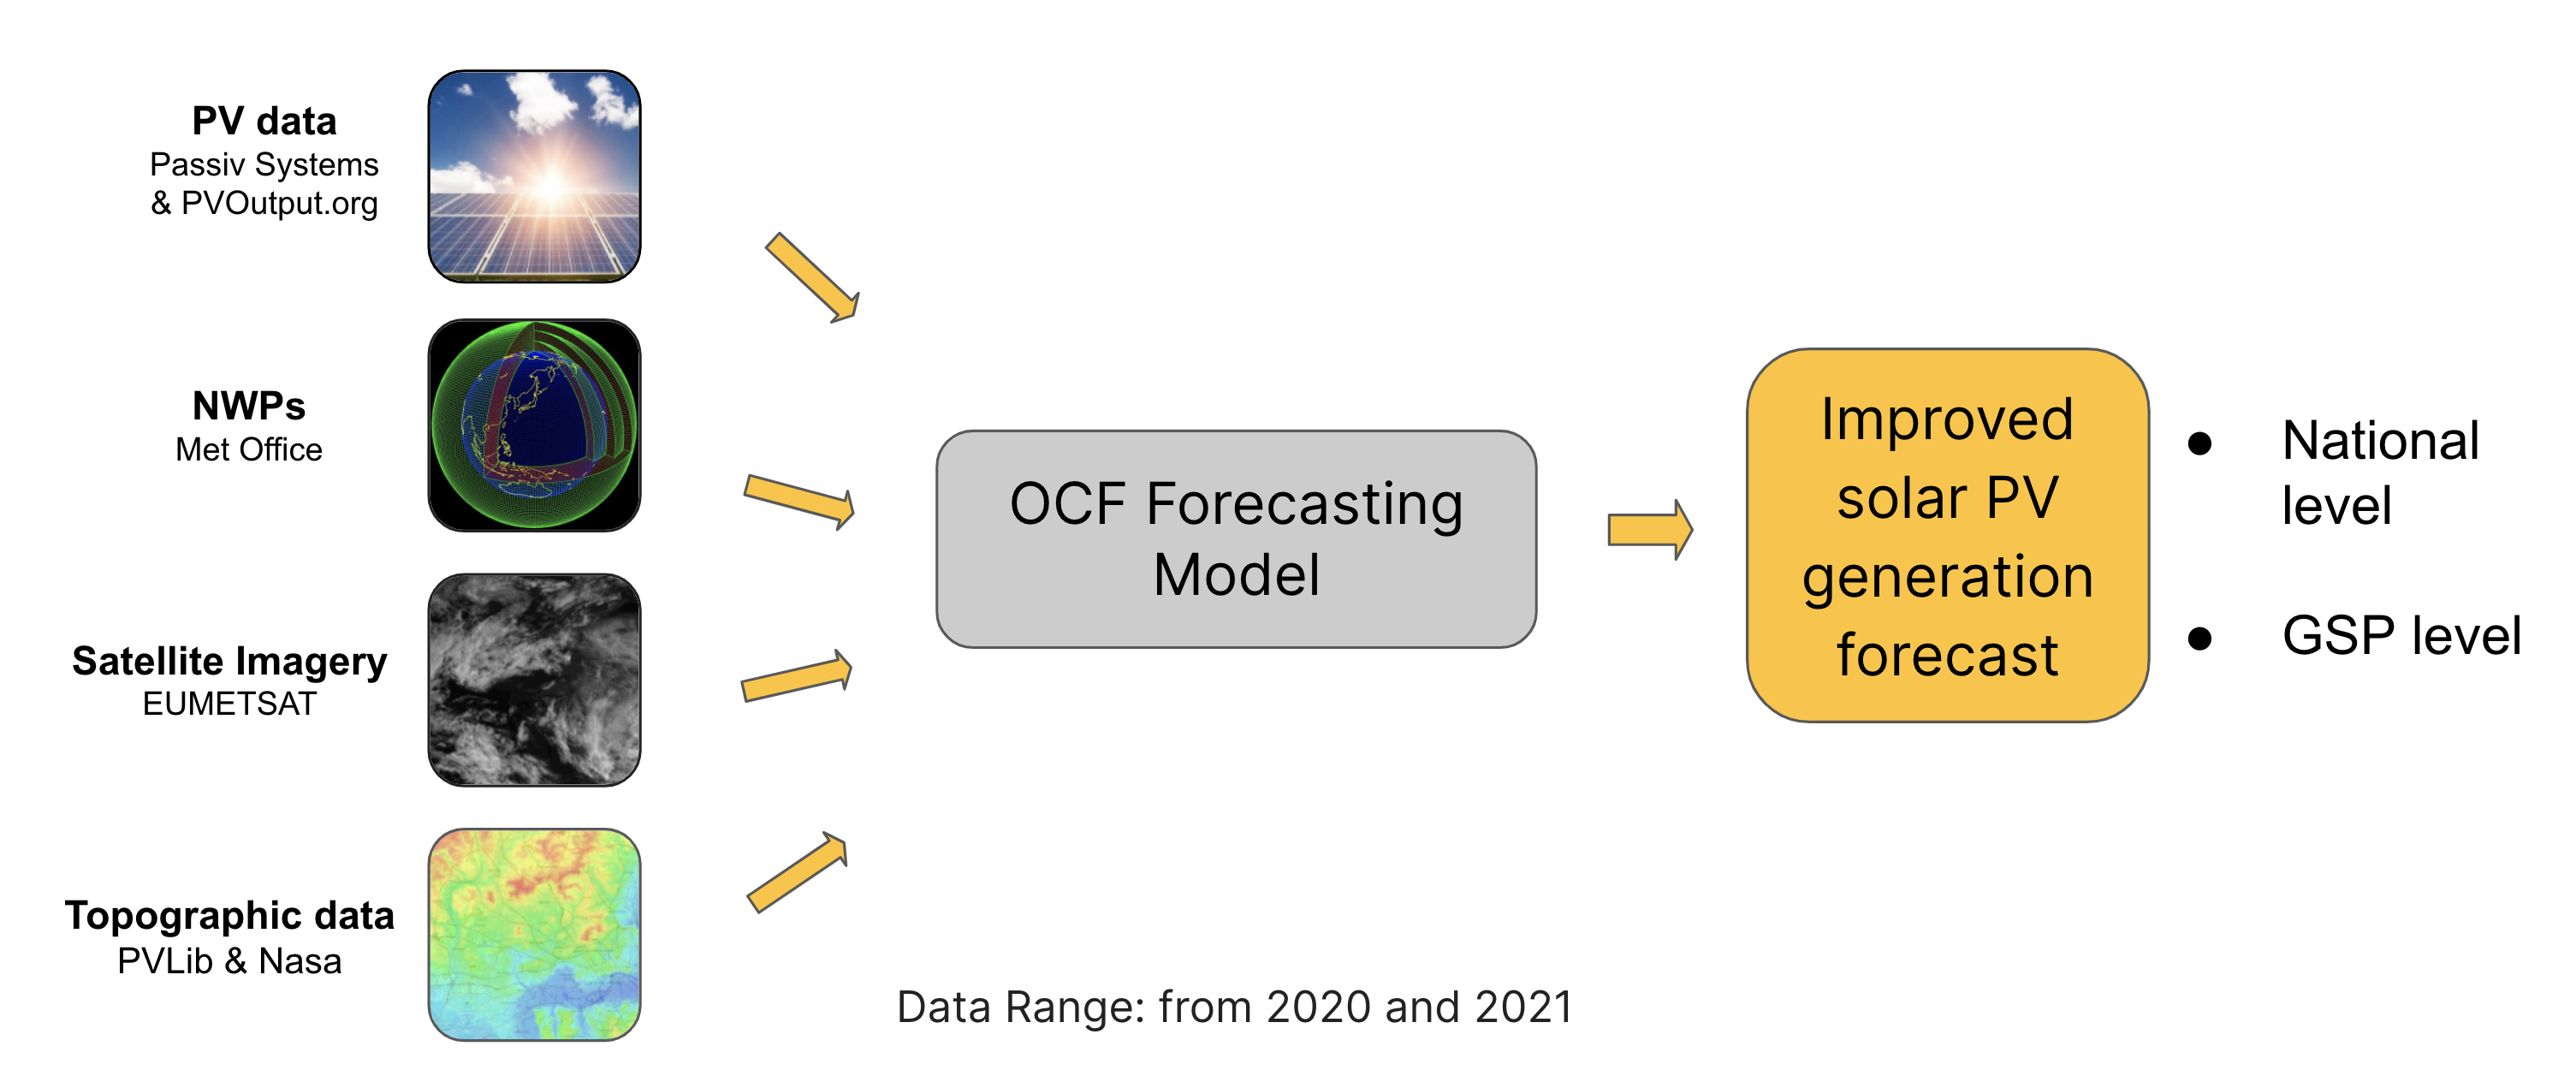 PV data
Passiv Systems
& PVOutput.org
NWPs
Met Office
Satellite Imagery
EUMETSAT
Topographic data
PVLib & Nasa
OCF Forecasting
Model
Improved
solar PV
generation
forecast
● National
level
● GSP level
Data Range: from 2020 and 2021